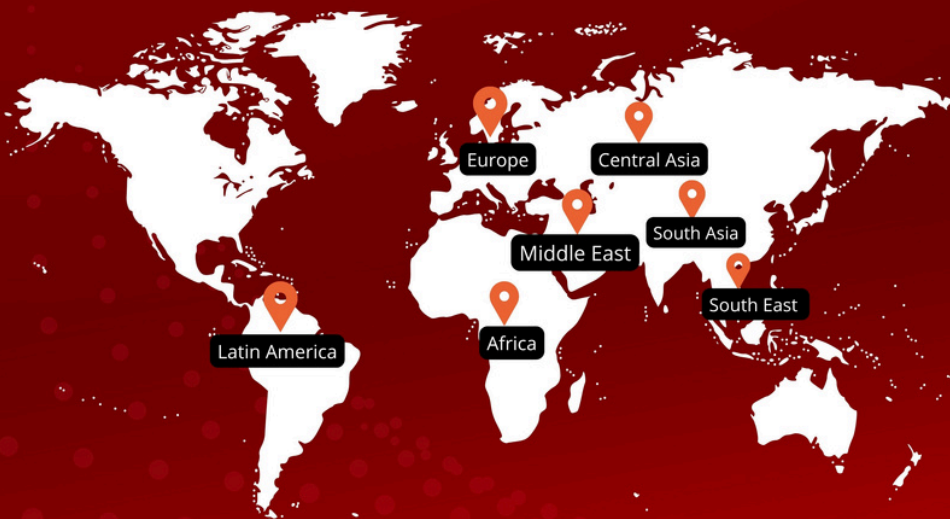 Europe
Central Asia
South Asia
Middle East
South East
Africa
Latin America